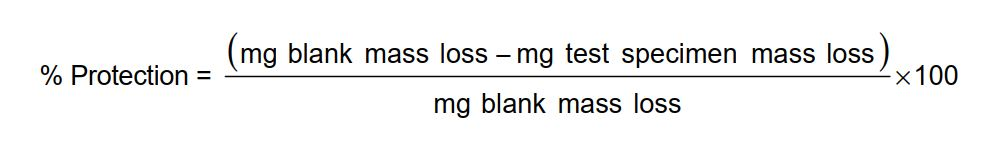 % Protection = (mg blank mass loss – mg test specimen mass loss) / mg blank mass loss ×100